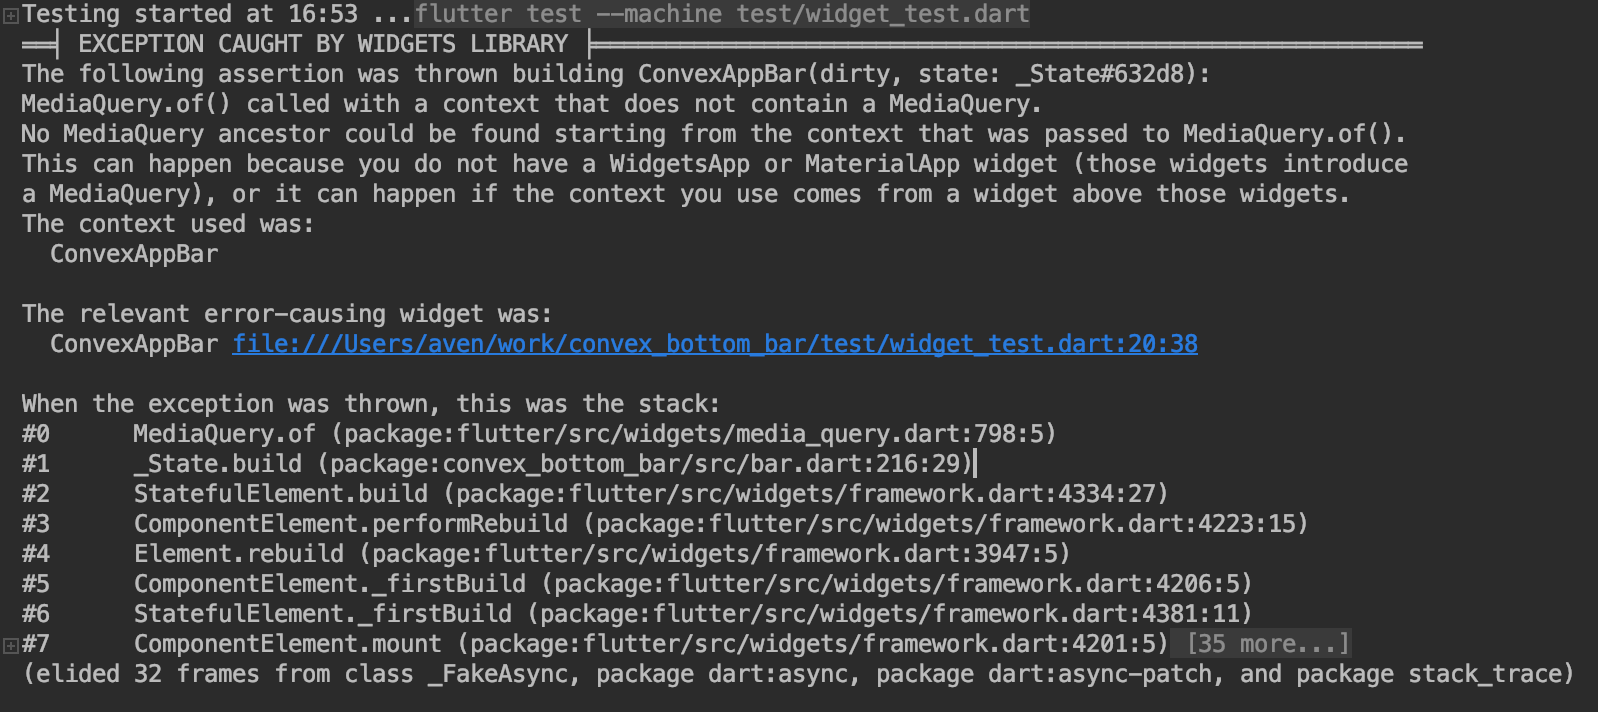 Testing started at 16:53 ...flutter test --machine test/widget_test.dart
══╡ EXCEPTION CAUGHT BY WIDGETS LIBRARY ╞═══════════════════════════════════════════════════════════
The following assertion was thrown building ConvexAppBar(dirty, state: _State#632d8):
MediaQuery.of() called with a context that does not contain a MediaQuery.
No MediaQuery ancestor could be found starting from the context that was passed to MediaQuery.of().
This can happen because you do not have a WidgetsApp or MaterialApp widget (those widgets introduce
a MediaQuery), or it can happen if the context you use comes from a widget above those widgets.
The context used was:
  ConvexAppBar

The relevant error-causing widget was:
  ConvexAppBar file:///Users/aven/work/convex_bottom_bar/test/widget_test.dart:20:38

When the exception was thrown, this was the stack:
#0      MediaQuery.of (package:flutter/src/widgets/media_query.dart:798:5)
#1      _State.build (package:convex_bottom_bar/src/bar.dart:216:29)
#2      StatefulElement.build (package:flutter/src/widgets/framework.dart:4334:27)
#3      ComponentElement.performRebuild (package:flutter/src/widgets/framework.dart:4223:15)
#4      Element.rebuild (package:flutter/src/widgets/framework.dart:3947:5)
#5      ComponentElement._firstBuild (package:flutter/src/widgets/framework.dart:4206:5)
#6      StatefulElement._firstBuild (package:flutter/src/widgets/framework.dart:4381:11)
#7      ComponentElement.mount (package:flutter/src/widgets/framework.dart:4201:5) [35 more...]
(elided 32 frames from class _FakeAsync, package dart:async, package dart:async-patch, and package stack_trace)